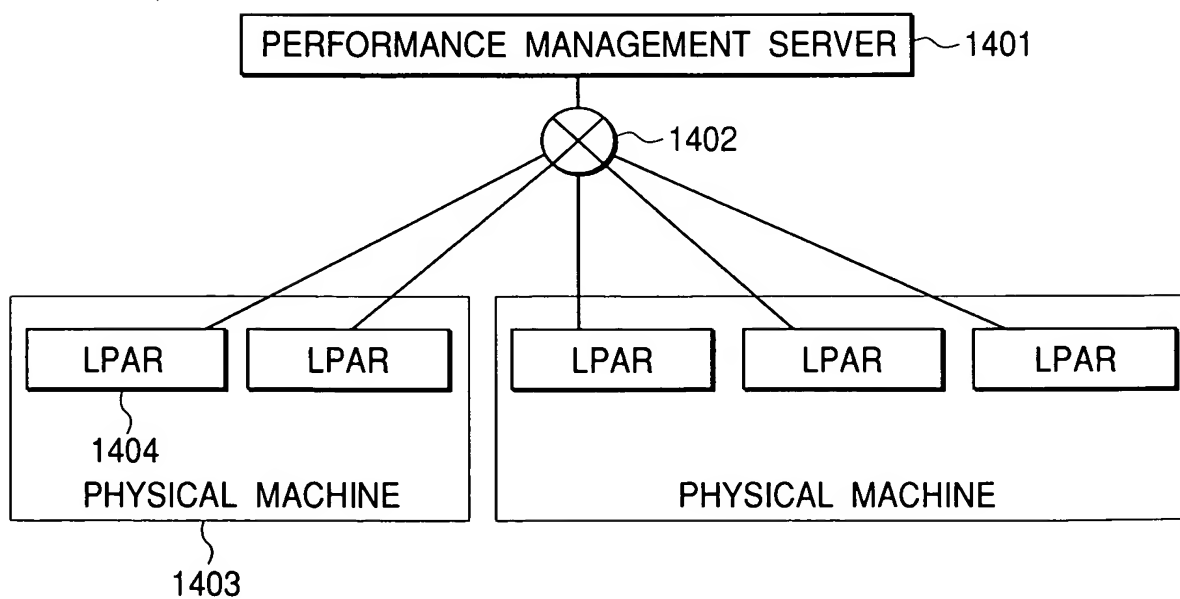 PERFORMANCE MANAGEMENT SERVER
1401
1402
LPAR
LPAR
LPAR
LPAR
LPAR
1404
PHYSICAL MACHINE
PHYSICAL MACHINE
1403